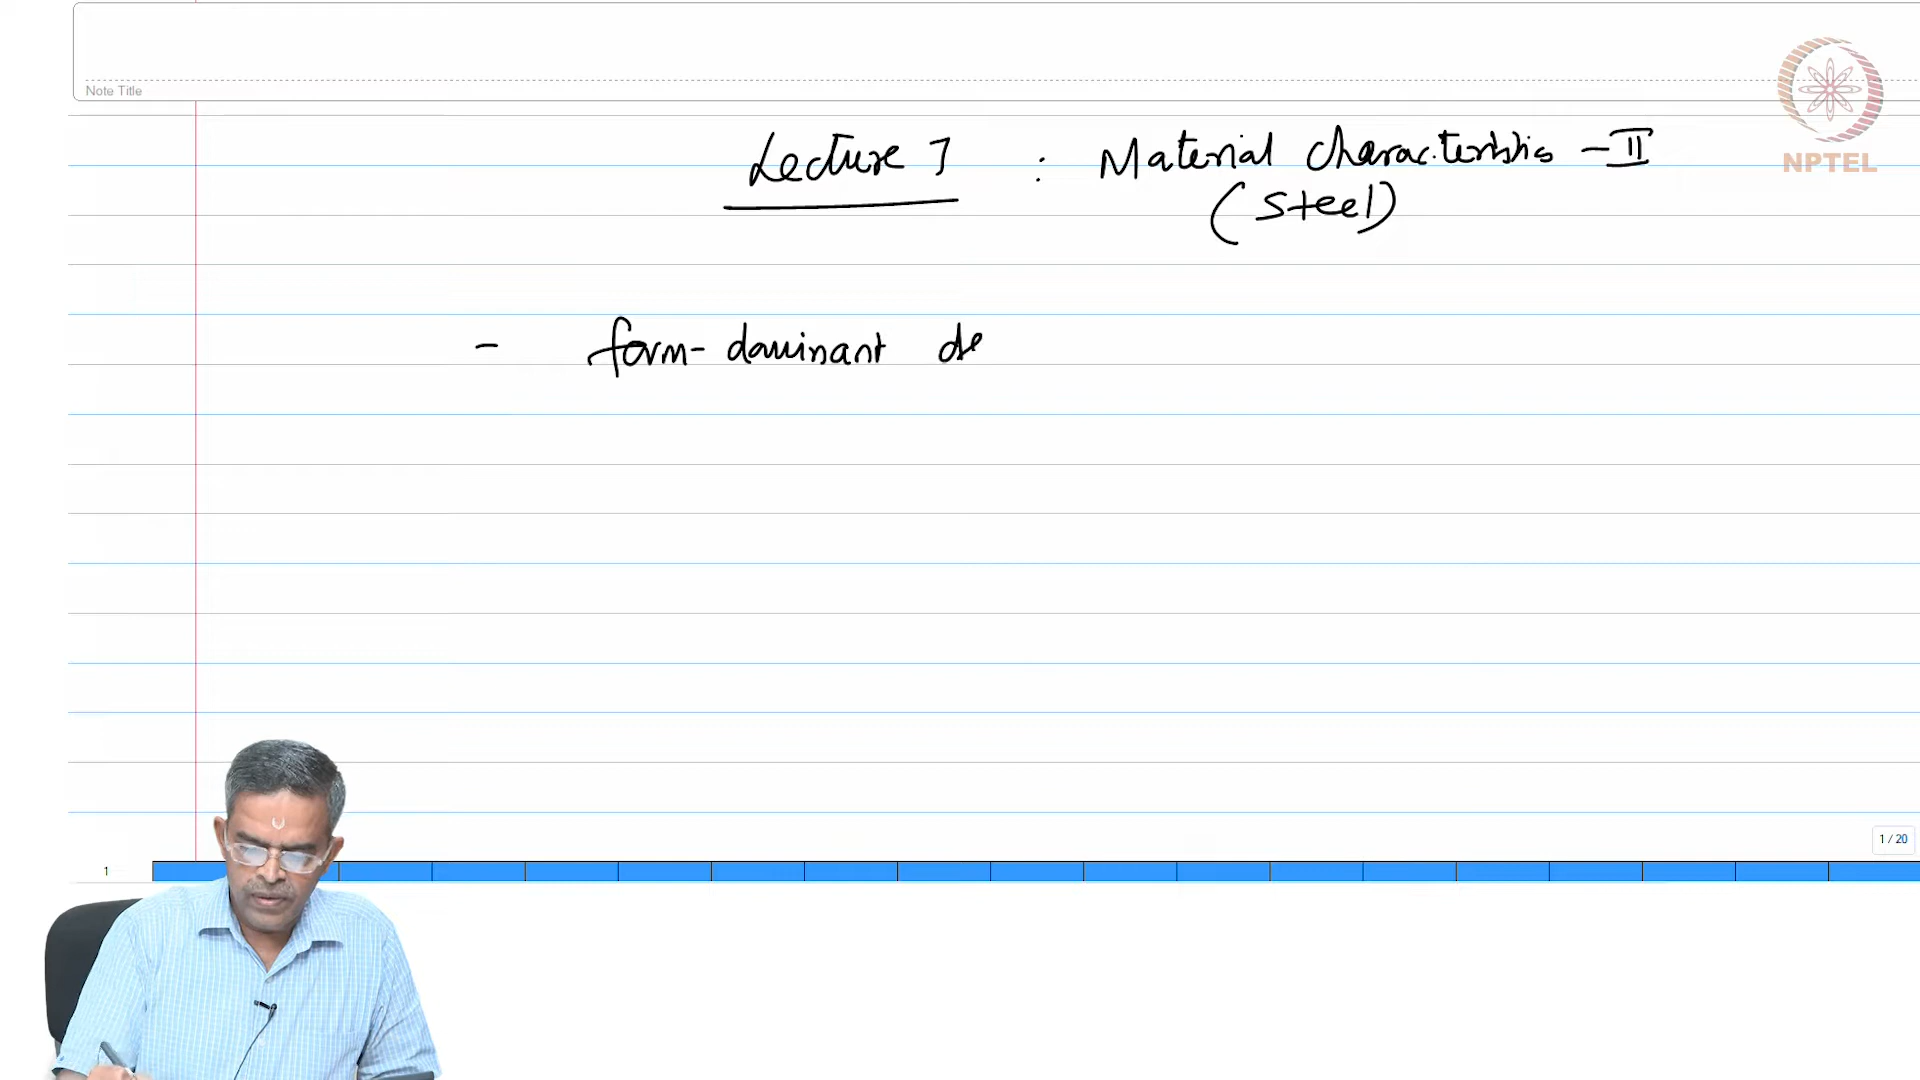 Note Title
NPTEL
Lecture 7 : Material characteristics - II
(Steel)
- form-dominant de
1 / 20
1